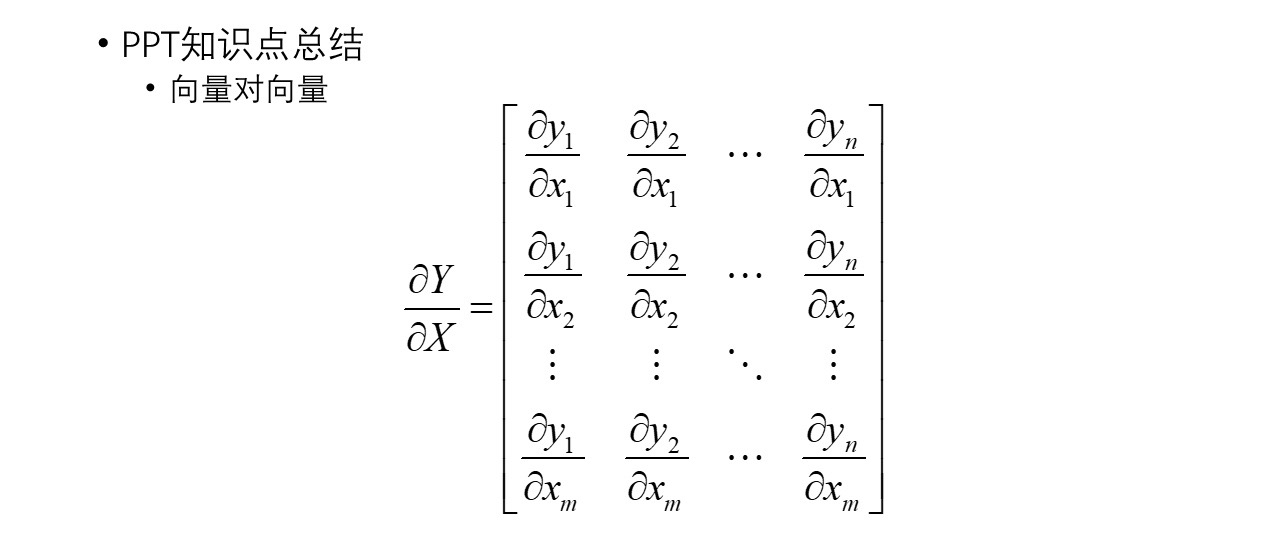 • PPT知识点总结
• 向量对向量
∂Y/∂X = [
∂y₁/∂x₁ ∂y₂/∂x₁ ⋯ ∂yₙ/∂x₁
∂y₁/∂x₂ ∂y₂/∂x₂ ⋯ ∂yₙ/∂x₂
⋮ ⋮ ⋱ ⋮
∂y₁/∂xₘ ∂y₂/∂xₘ ⋯ ∂yₙ/∂xₘ
]